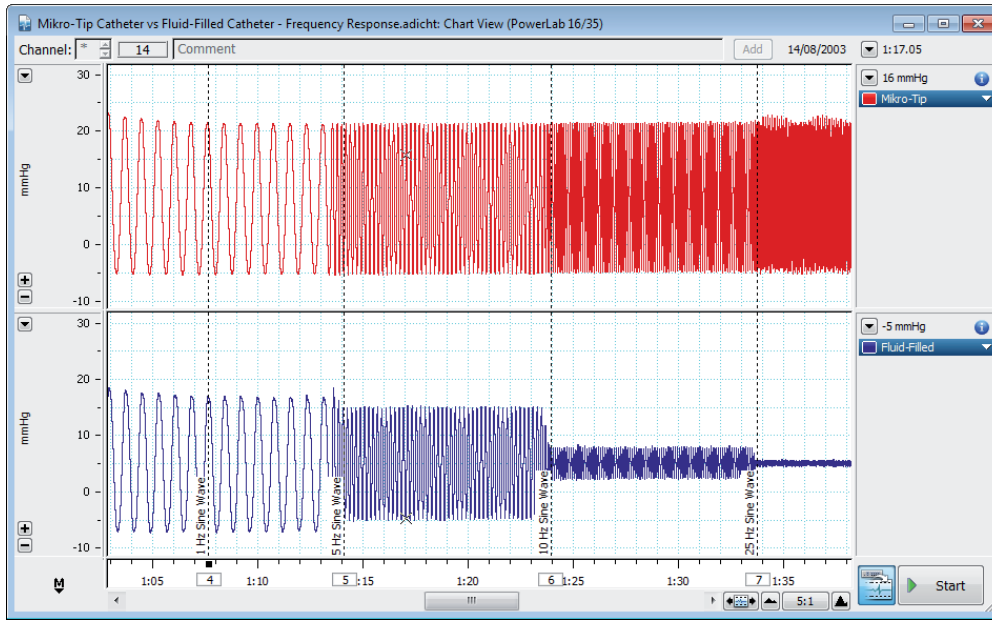 Mikro-Tip Catheter vs Fluid-Filled Catheter - Frequency Response.adicht: Chart View (PowerLab 16/35)
Channel: * 14 Comment Add 14/08/2003 1:17.05
30
20
10
0
-10
mmHg
16 mmHg
Mikro-Tip
30
20
10
0
-10
mmHg
-5 mmHg
Fluid-Filled
1 Hz Sine Wave
5 Hz Sine Wave
10 Hz Sine Wave
25 Hz Sine Wave
M
1:05 4 1:10 5 :15 1:20 6 1:25 1:30 7 1:35
5:1
Start